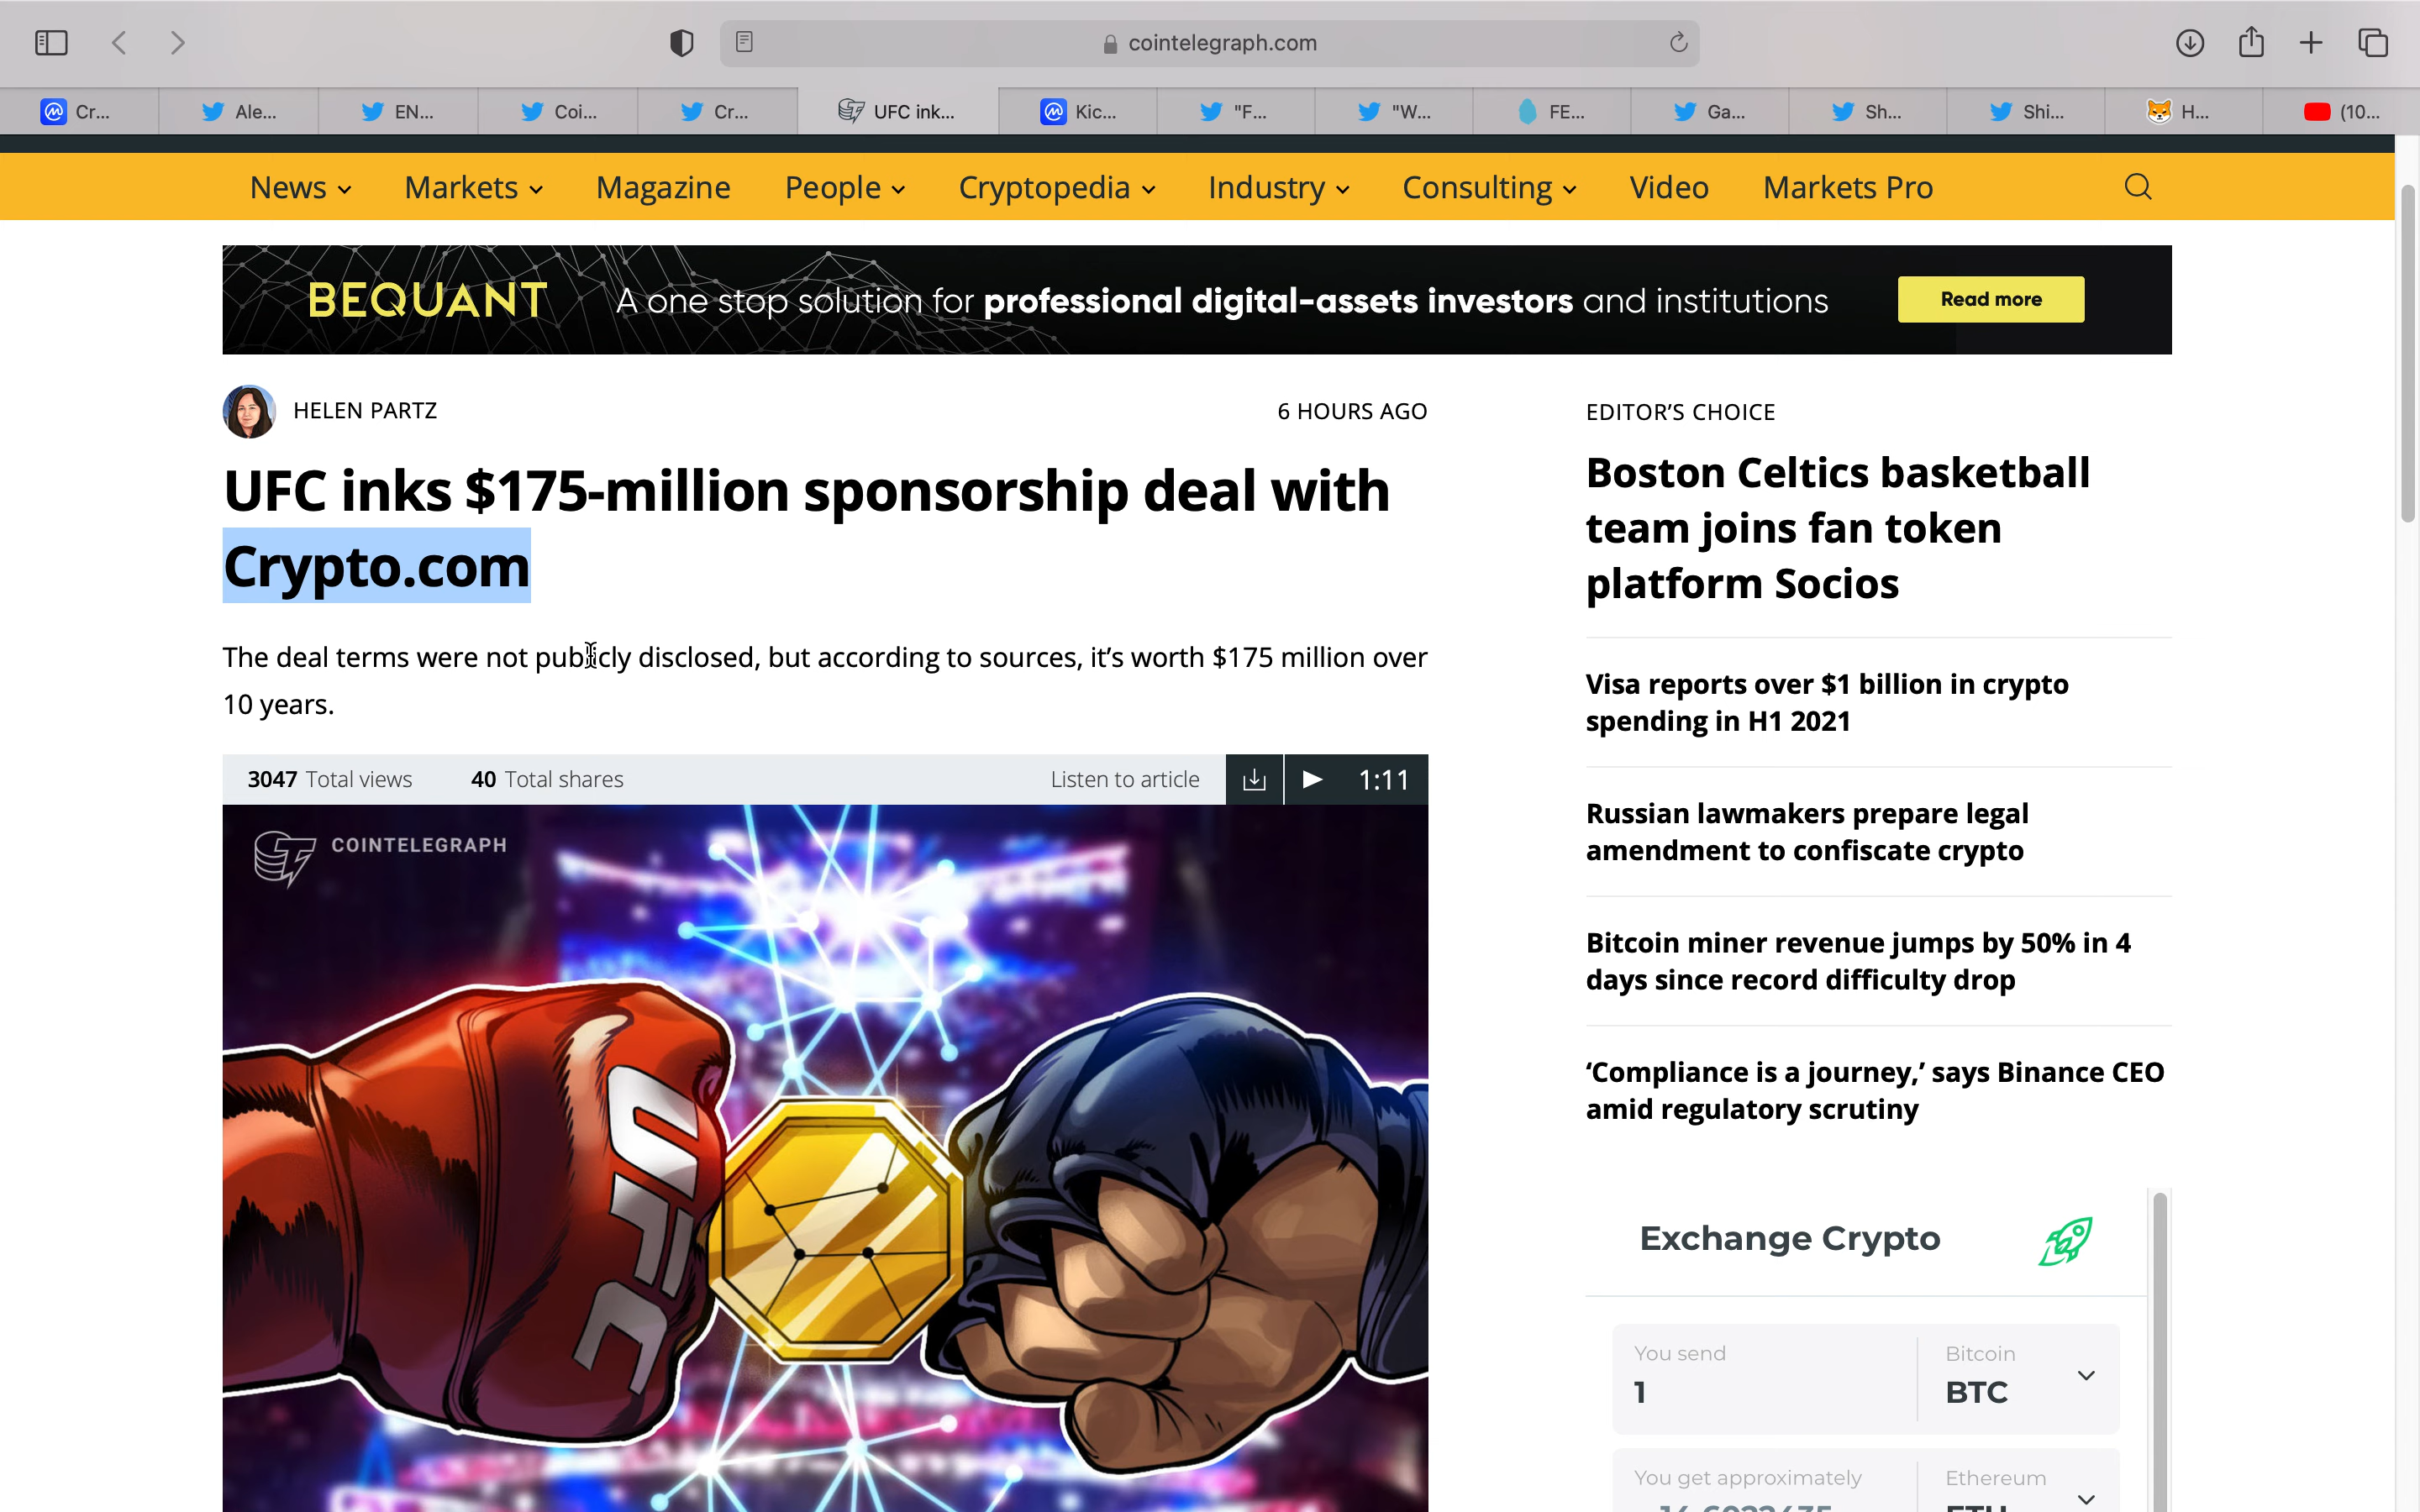 cointelegraph.com
Cr...
Ale...
EN...
Coi...
Cr...
UFC ink...
Kic...
"F...
"W...
FE...
Ga...
Sh...
Shi...
H...
(10...
News
Markets
Magazine
People
Cryptopedia
Industry
Consulting
Video
Markets Pro
BEQUANT
A one stop solution for professional digital-assets investors and institutions
Read more
HELEN PARTZ
6 HOURS AGO
UFC inks $175-million sponsorship deal with
Crypto.com
The deal terms were not publicly disclosed, but according to sources, it’s worth $175 million over
10 years.
3047 Total views
40 Total shares
Listen to article
1:11
COINTELEGRAPH
UFC
EDITOR’S CHOICE
Boston Celtics basketball
team joins fan token
platform Socios
Visa reports over $1 billion in crypto
spending in H1 2021
Russian lawmakers prepare legal
amendment to confiscate crypto
Bitcoin miner revenue jumps by 50% in 4
days since record difficulty drop
‘Compliance is a journey,’ says Binance CEO
amid regulatory scrutiny
Exchange Crypto
You send
1
Bitcoin
BTC
You get approximately
Ethereum
ETH